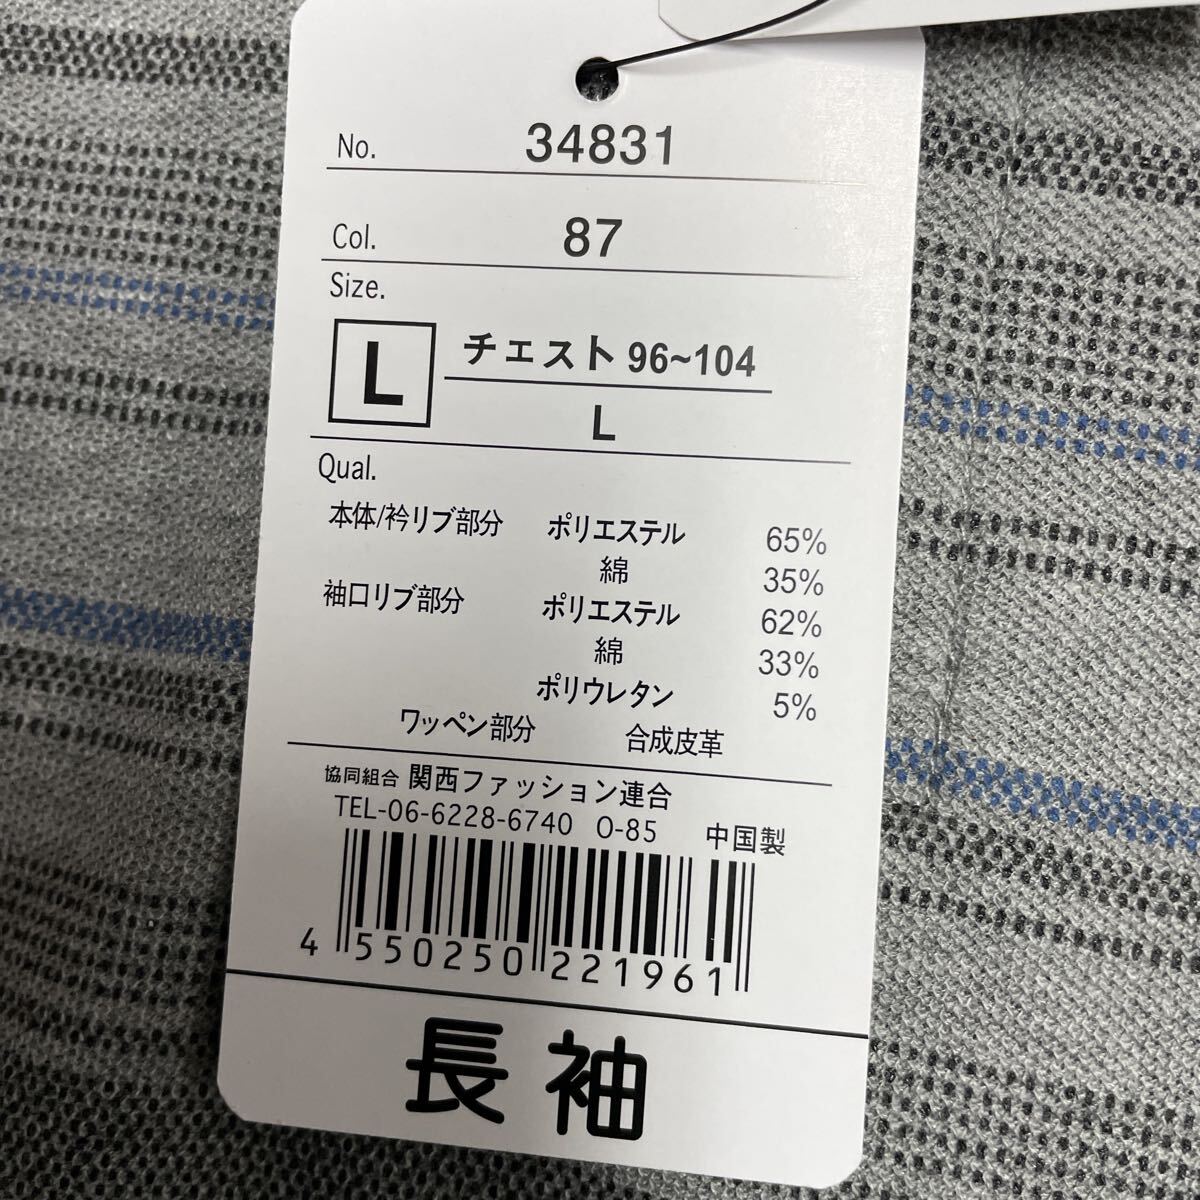 No. 34831
Col. 87
Size.
L チェスト 96~104
L
Qual.
本体/衿リブ部分 ポリエステル 65%
綿 35%
袖口リブ部分 ポリエステル 62%
綿 33%
ポリウレタン 5%
ワッペン部分 合成皮革
協同組合 関西ファッション連合
TEL-06-6228-6740 O-85 中国製
4 550250 221961
長袖